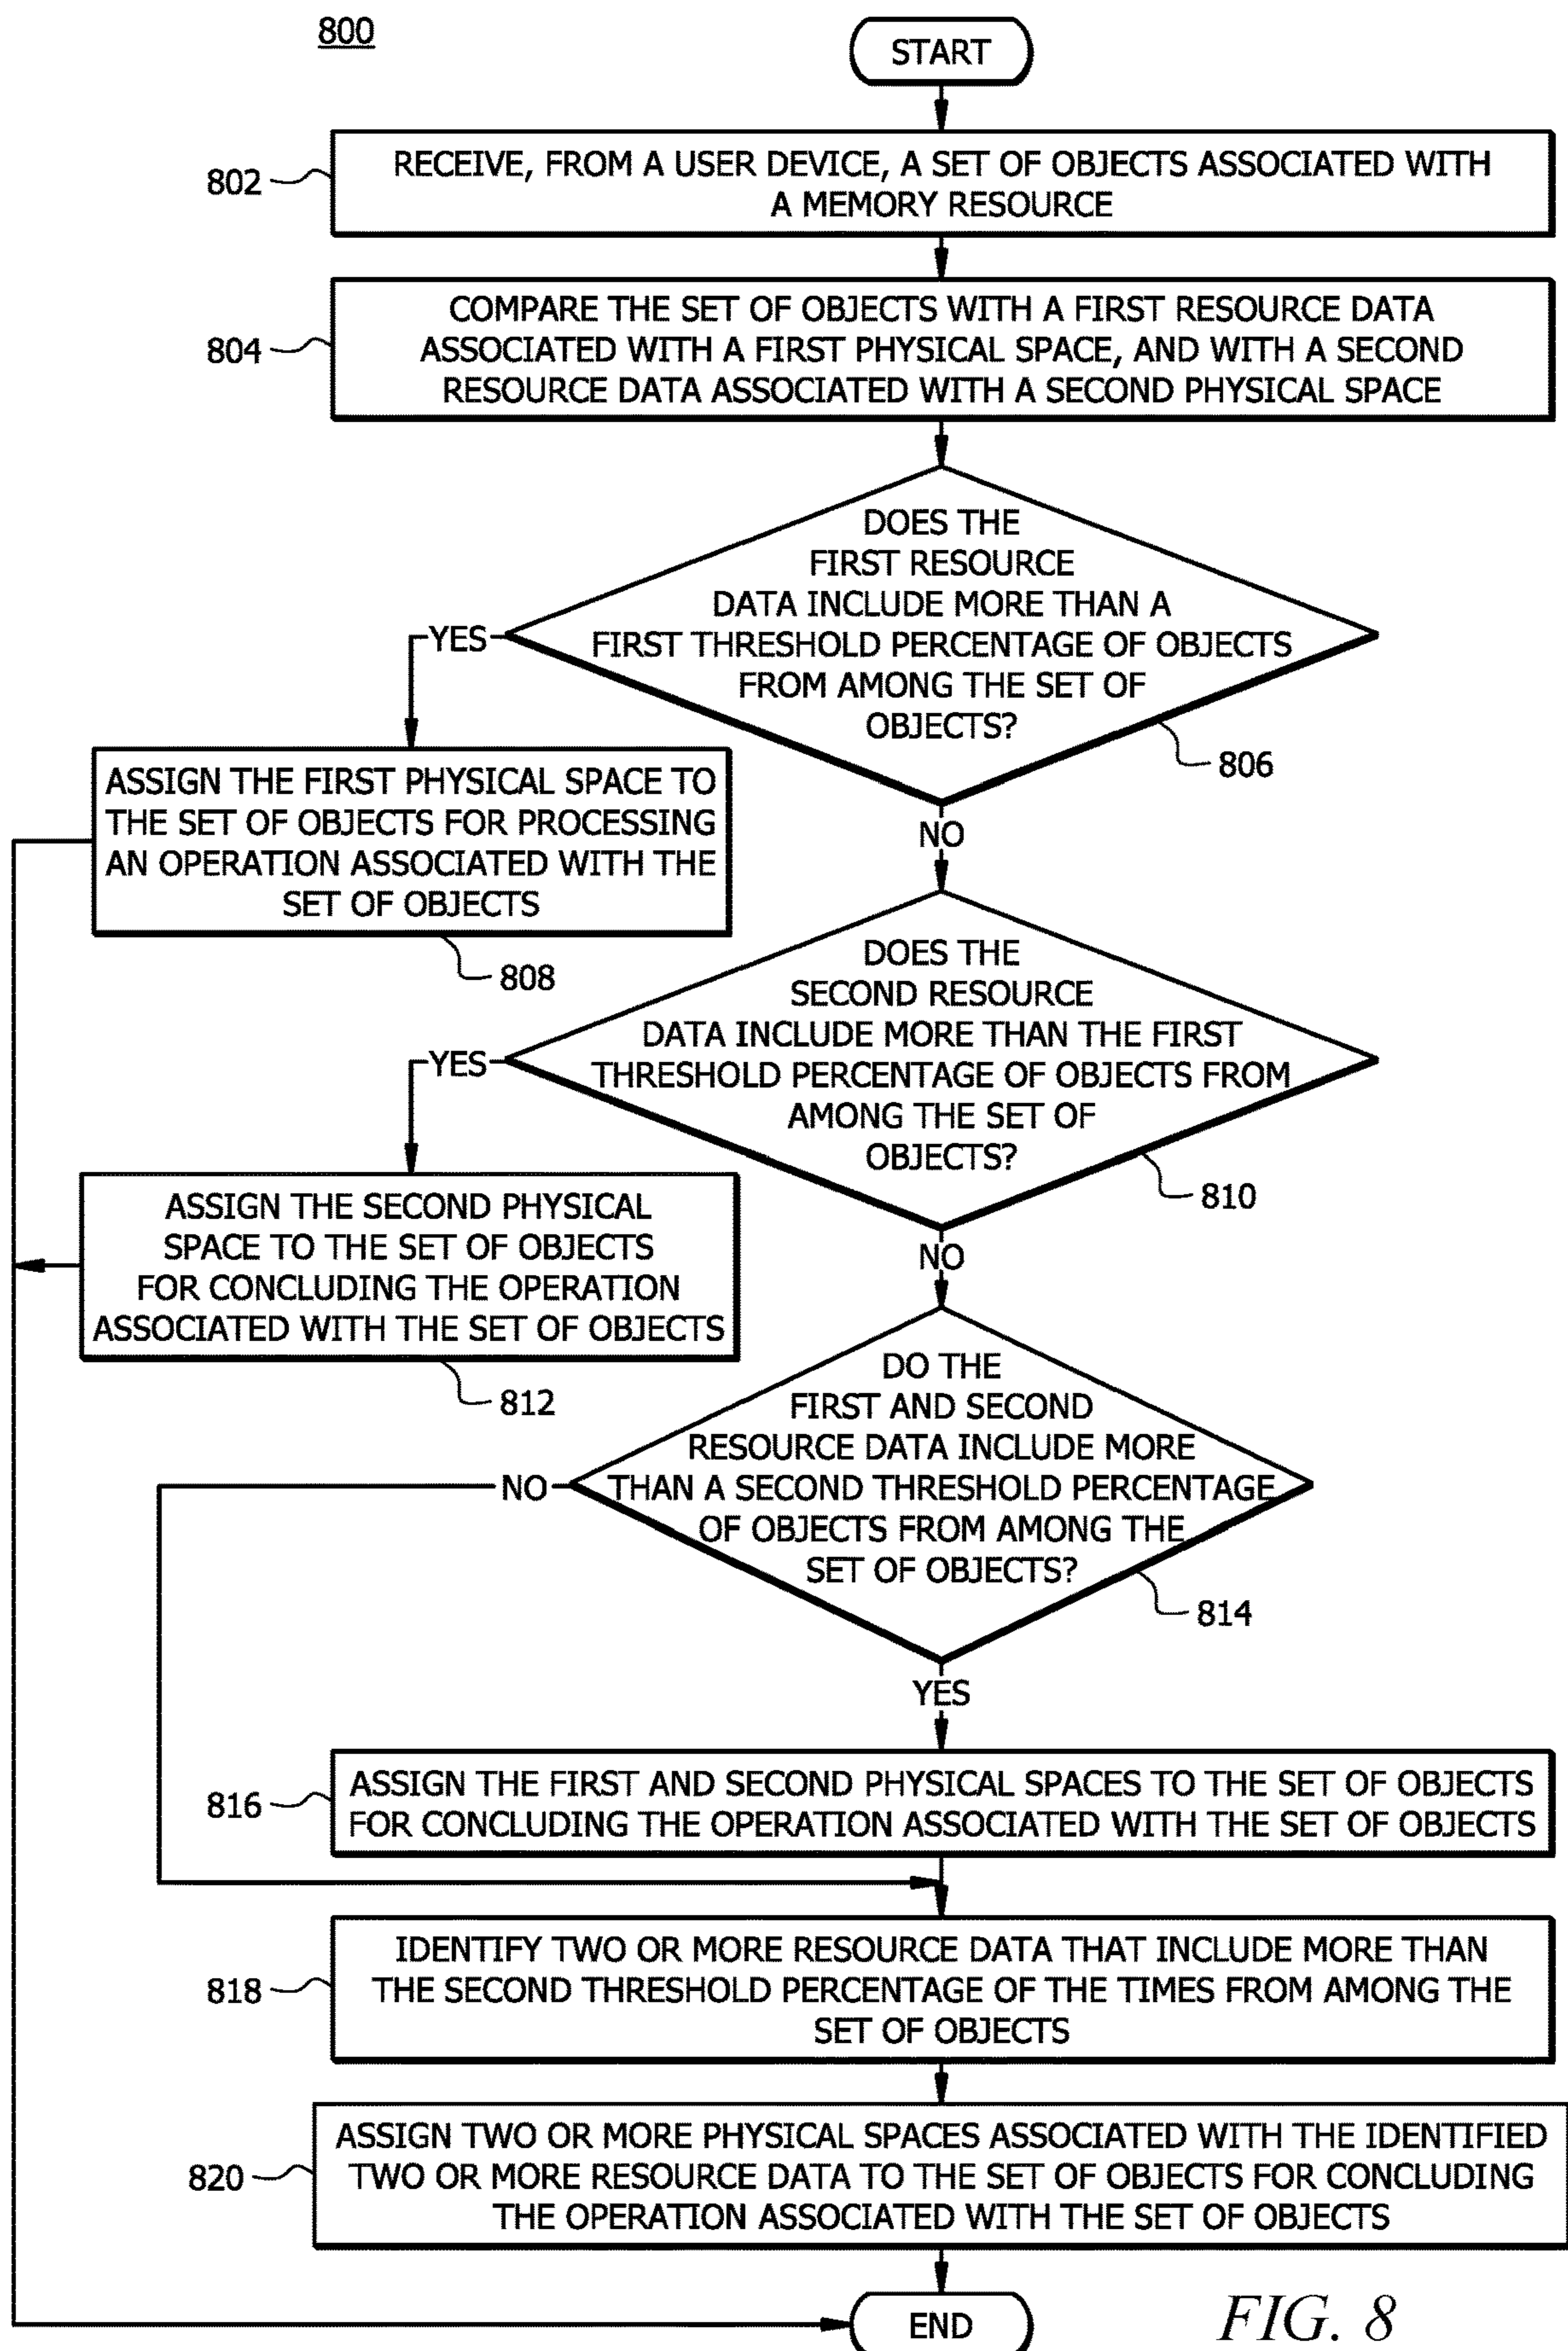 800
START
802
RECEIVE, FROM A USER DEVICE, A SET OF OBJECTS ASSOCIATED WITH
A MEMORY RESOURCE
804
COMPARE THE SET OF OBJECTS WITH A FIRST RESOURCE DATA
ASSOCIATED WITH A FIRST PHYSICAL SPACE, AND WITH A SECOND
RESOURCE DATA ASSOCIATED WITH A SECOND PHYSICAL SPACE
DOES THE
FIRST RESOURCE
DATA INCLUDE MORE THAN A
FIRST THRESHOLD PERCENTAGE OF OBJECTS
FROM AMONG THE SET OF
OBJECTS?
806
YES
ASSIGN THE FIRST PHYSICAL SPACE TO
THE SET OF OBJECTS FOR PROCESSING
AN OPERATION ASSOCIATED WITH THE
SET OF OBJECTS
808
NO
DOES THE
SECOND RESOURCE
DATA INCLUDE MORE THAN THE FIRST
THRESHOLD PERCENTAGE OF OBJECTS FROM
AMONG THE SET OF
OBJECTS?
810
YES
ASSIGN THE SECOND PHYSICAL
SPACE TO THE SET OF OBJECTS
FOR CONCLUDING THE OPERATION
ASSOCIATED WITH THE SET OF OBJECTS
812
NO
DO THE
FIRST AND SECOND
RESOURCE DATA INCLUDE MORE
THAN A SECOND THRESHOLD PERCENTAGE
OF OBJECTS FROM AMONG THE
SET OF OBJECTS?
814
NO
YES
816
ASSIGN THE FIRST AND SECOND PHYSICAL SPACES TO THE SET OF OBJECTS
FOR CONCLUDING THE OPERATION ASSOCIATED WITH THE SET OF OBJECTS
818
IDENTIFY TWO OR MORE RESOURCE DATA THAT INCLUDE MORE THAN
THE SECOND THRESHOLD PERCENTAGE OF THE TIMES FROM AMONG THE
SET OF OBJECTS
820
ASSIGN TWO OR MORE PHYSICAL SPACES ASSOCIATED WITH THE IDENTIFIED
TWO OR MORE RESOURCE DATA TO THE SET OF OBJECTS FOR CONCLUDING
THE OPERATION ASSOCIATED WITH THE SET OF OBJECTS
END
FIG. 8